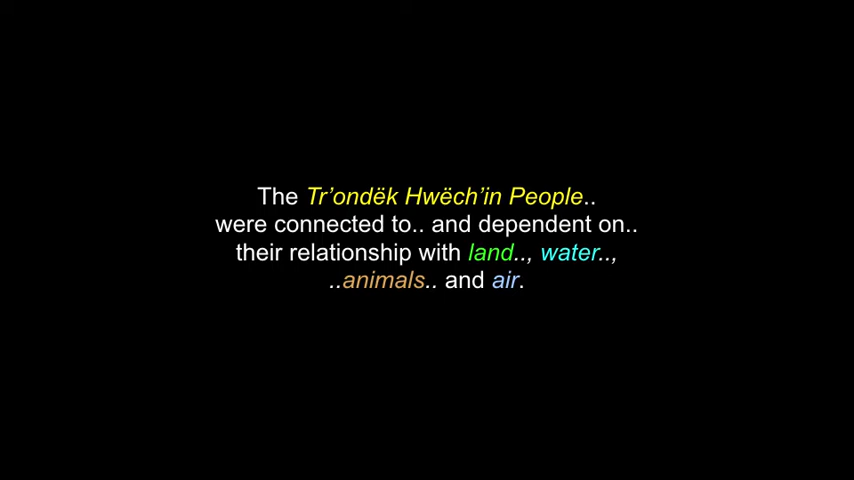 The Tr’ondëk Hwëch’in People..
were connected to.. and dependent on..
their relationship with land.., water..,
..animals.. and air.